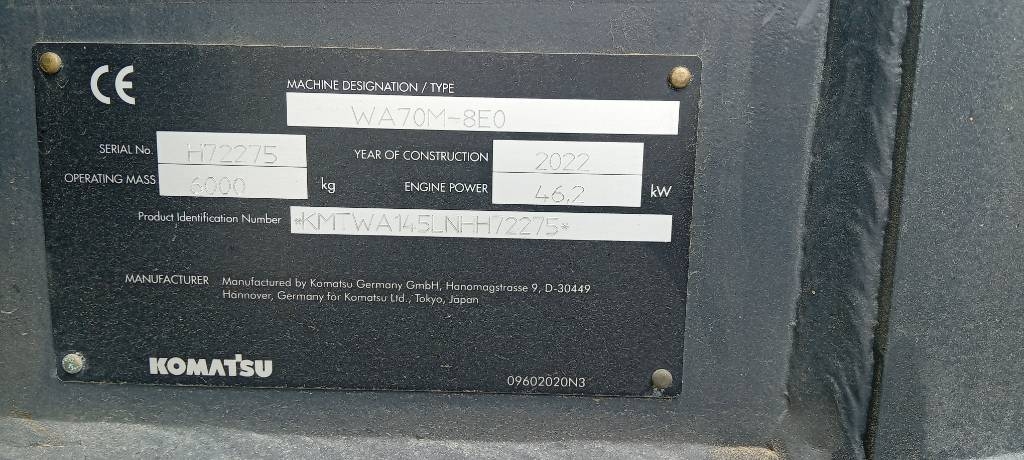 CE
MACHINE DESIGNATION / TYPE
WA70M-8E0
SERIAL No. H72275 YEAR OF CONSTRUCTION 2022
OPERATING MASS 6000 kg ENGINE POWER 46.2 kW
Product Identification Number *KMTWA145LNHH72275*
MANUFACTURER Manufactured by Komatsu Germany GmbH, Hanomagstrasse 9, D-30449
Hannover, Germany for Komatsu Ltd., Tokyo, Japan
KOMATSU
09602020N3